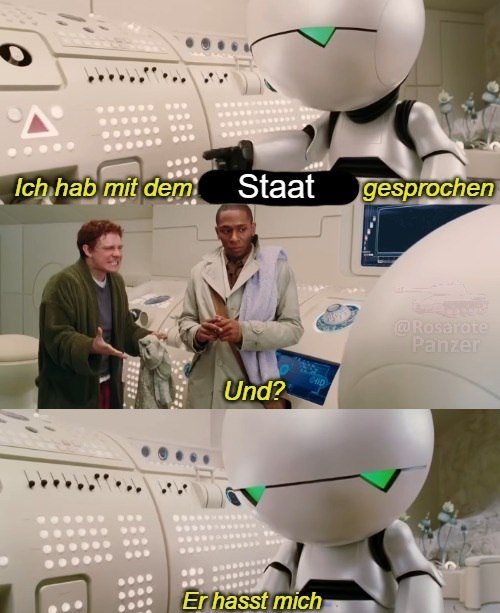 Ich hab mit dem Staat gesprochen
@Rosarote
Panzer
Und?
Er hasst mich